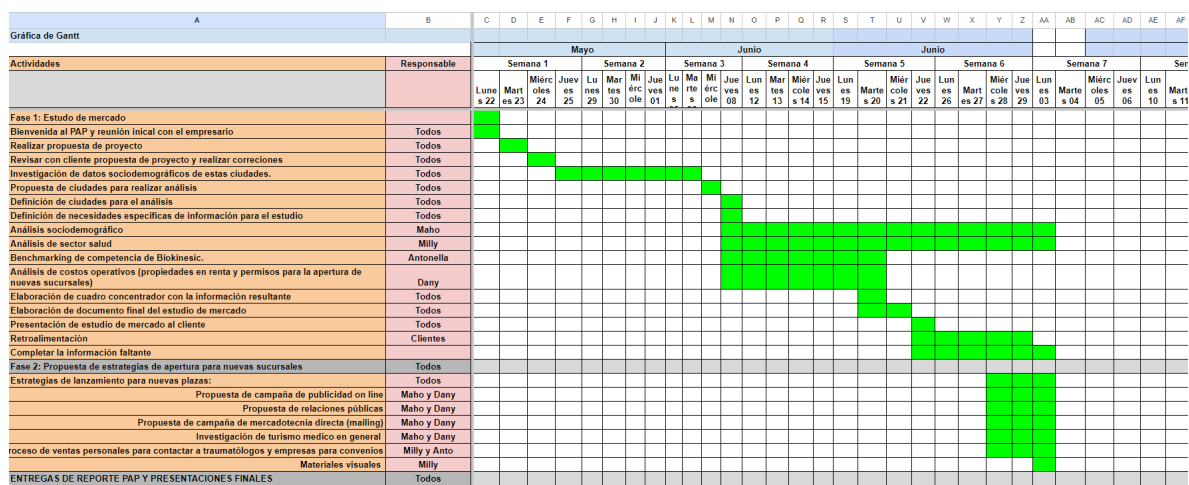 A B C D E F G H I J K L M N O P Q R S T U V W X Y Z AA AB AC AD AE AF
Gráfica de Gantt
Mayo Junio Junio
Actividades Responsable Semana 1 Semana 2 Semana 3 Semana 4 Semana 5 Semana 6 Semana 7
Lunes 22 Martes 23 Miércoles 24 Jueves 25 Lunes 29 Martes 30 Miércole Jueves 01 Lunes Martes Miércole Jueves 08 Lunes 12 Martes 13 Miércoles 14 Jueves 15 Lunes 19 Martes 20 Miércoles 21 Jueves 22 Lunes 26 Martes 27 Miércoles 28 Jueves 29 Lunes 03 Martes 04 Miércoles 05 Jueves 06 Lunes 10 Martes 11
Fase 1: Estudio de mercado
Bienvenida al PAP y reunión inical con el empresario Todos
Realizar propuesta de proyecto Todos
Revisar con cliente propuesta de proyecto y realizar correciones Todos
Investigación de datos sociodemográficos de estas ciudades. Todos
Propuesta de ciudades para realizar análisis Todos
Definición de ciudades para el análisis Todos
Definición de necesidades especificas de información para el estudio Todos
Análisis sociodemográfico Maho
Análisis de sector salud Milly
Benchmarking de competencia de Biokinesic. Antonella
Análisis de costos operativos (propiedades en renta y permisos para la apertura de
nuevas sucursales) Dany
Elaboración de cuadro concentrador con la información resultante Todos
Elaboración de documento final del estudio de mercado Todos
Presentación de estudio de mercado al cliente Todos
Retroalimentación Clientes
Completar la información faltante
Fase 2: Propuesta de estrategias de apertura para nuevas sucursales Todos
Estrategias de lanzamiento para nuevas plazas: Todos
Propuesta de campaña de publicidad on line Maho y Dany
Propuesta de relaciones públicas Maho y Dany
Propuesta de campaña de mercadotecnia directa (mailing) Maho y Dany
Investigación de turismo medico en general Maho y Dany
roceso de ventas personales para contactar a traumatólogos y empresas para convenios Milly y Anto
Materiales visuales Milly
ENTREGAS DE REPORTE PAP Y PRESENTACIONES FINALES Todos